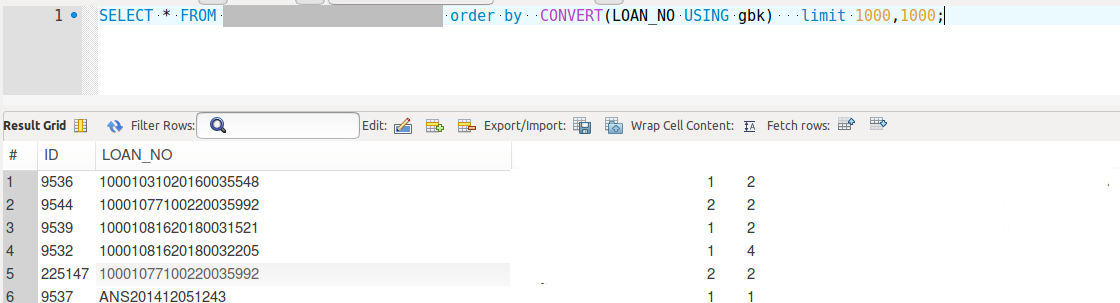 1 SELECT * FROM order by CONVERT(LOAN_NO USING gbk) limit 1000,1000;
Result Grid Filter Rows: Edit: Export/Import: Wrap Cell Content: IA Fetch rows:
# ID LOAN_NO
1 9536 10001031020160035548 1 2
2 9544 10001077100220035992 2 2
3 9539 10001081620180031521 1 2
4 9532 10001081620180032205 1 4
5 225147 10001077100220035992 2 2
6 9537 ANS201412051243 1 1